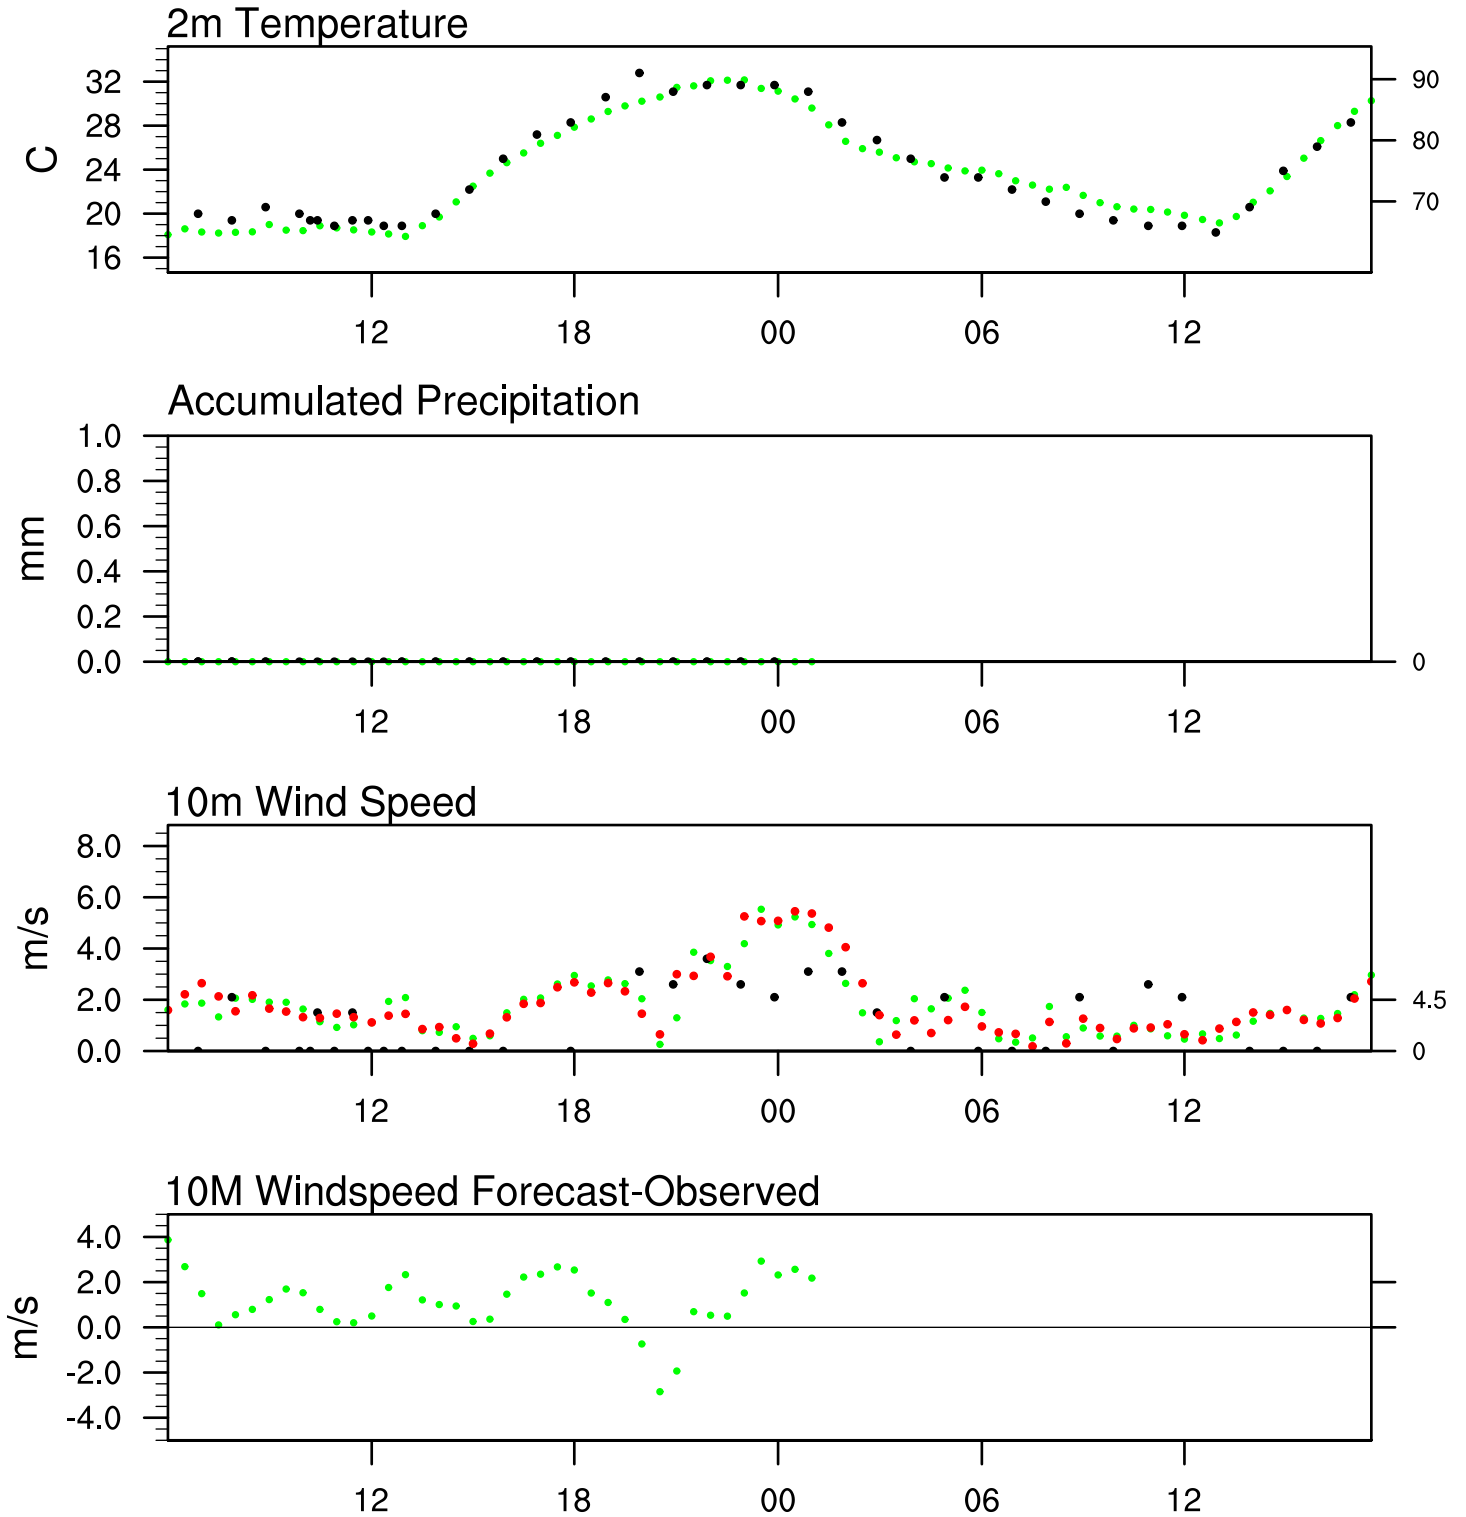 2m Temperature
32
28
24
20
16
C
90
80
70
12 18 00 06 12
Accumulated Precipitation
1.0
0.8
0.6
0.4
0.2
0.0
mm
0
12 18 00 06 12
10m Wind Speed
8.0
6.0
4.0
2.0
0.0
m/s
4.5
0
12 18 00 06 12
10M Windspeed Forecast-Observed
4.0
2.0
0.0
-2.0
-4.0
m/s
12 18 00 06 12